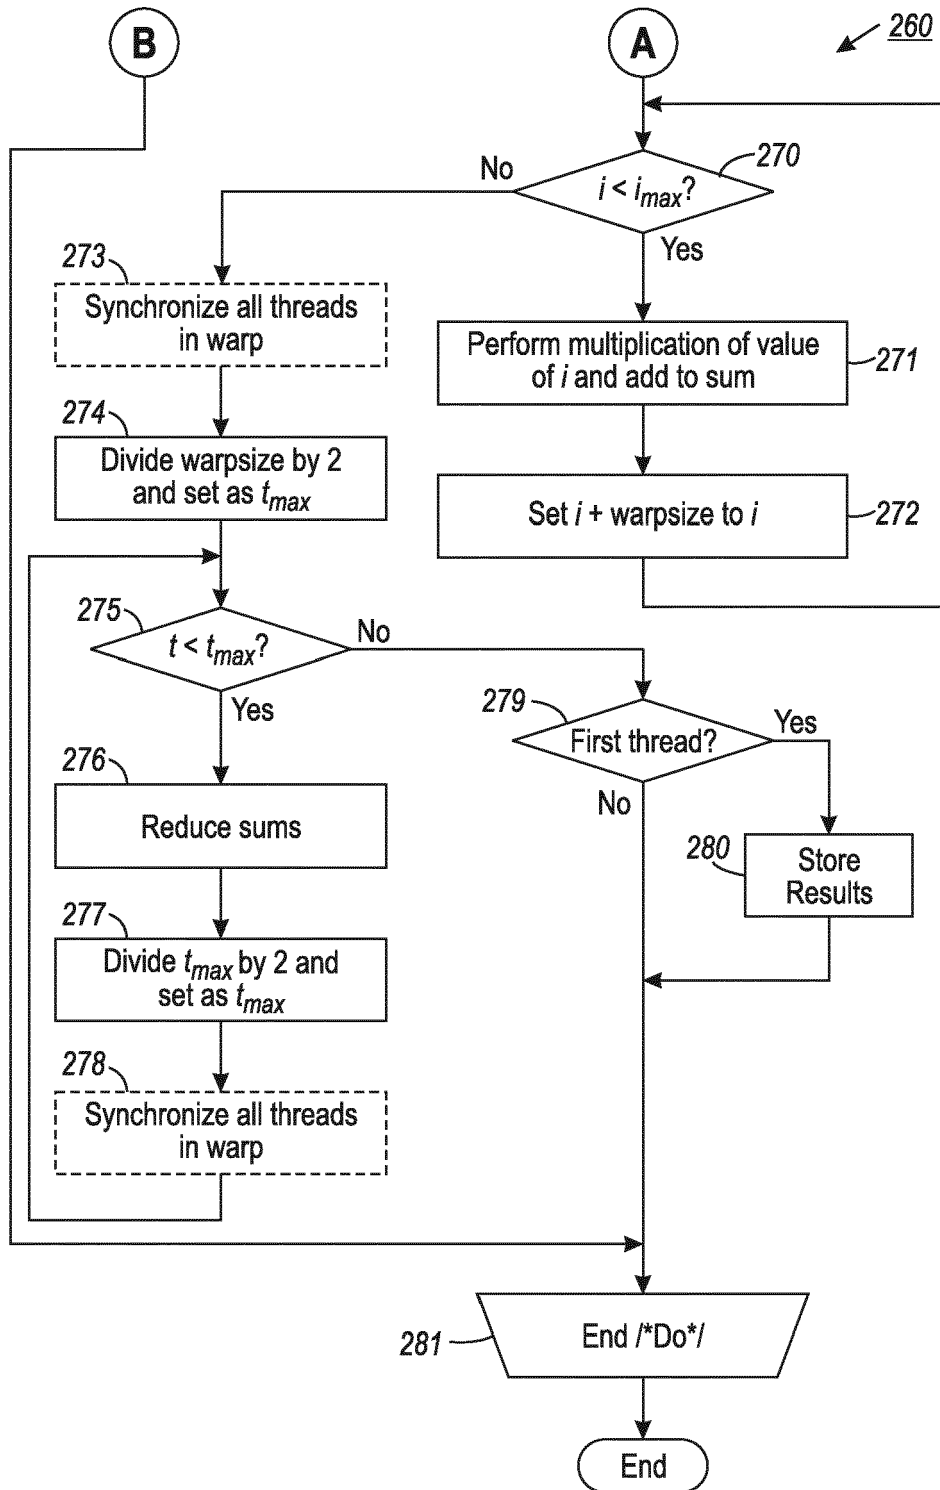 B
A
260
270
i < imax?
No
Yes
273
Synchronize all threads
in warp
Perform multiplication of value
of i and add to sum
271
274
Divide warpsize by 2
and set as tmax
Set i + warpsize to i
272
275
t < tmax?
No
Yes
279
First thread?
Yes
No
276
Reduce sums
280
Store
Results
277
Divide tmax by 2 and
set as tmax
278
Synchronize all threads
in warp
281
End /*Do*/
End